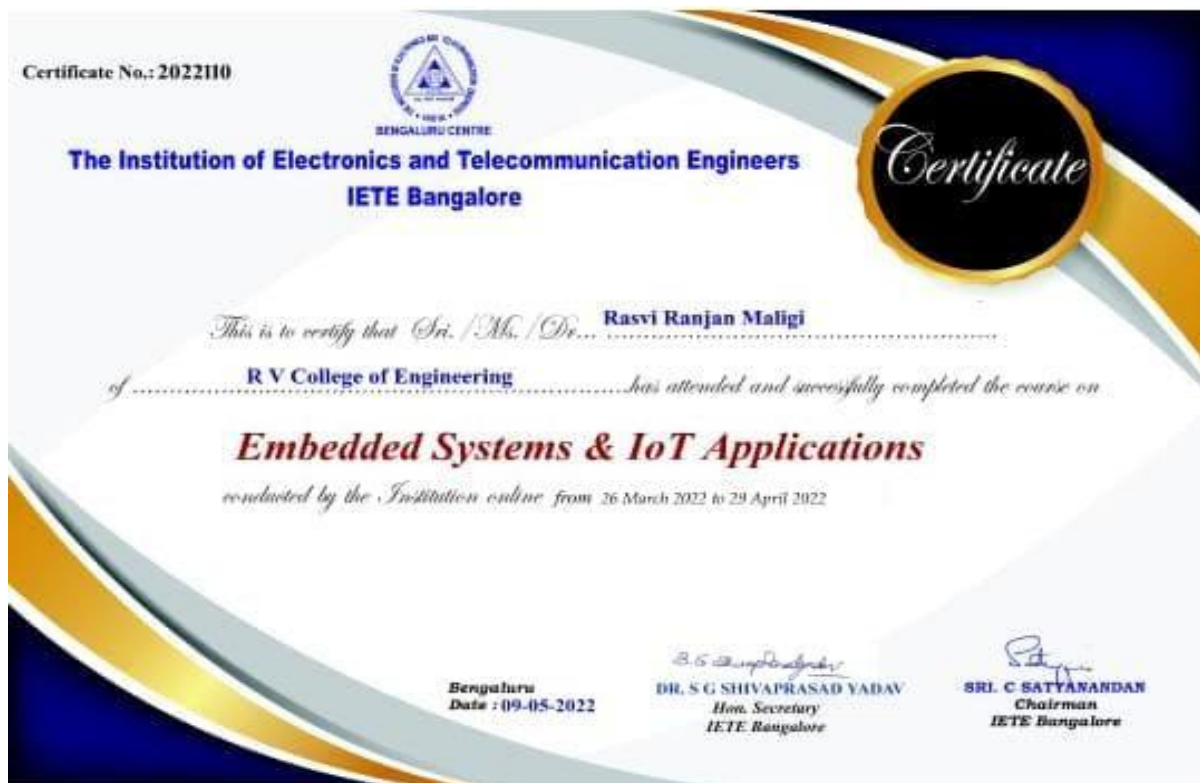 Certificate No.: 2022110
BENGALURU CENTRE
The Institution of Electronics and Telecommunication Engineers
IETE Bangalore
Certificate
This is to certify that Sri. /Ms. /Dr... Rasvi Ranjan Maligi
of R V College of Engineering has attended and successfully completed the course on
Embedded Systems & IoT Applications
conducted by the Institution online from 26 March 2022 to 29 April 2022
Bengaluru
Date : 09-05-2022
DR. S G SHIVAPRASAD YADAV
Hon. Secretary
IETE Bangalore
SRI. C SATYANANDAN
Chairman
IETE Bangalore